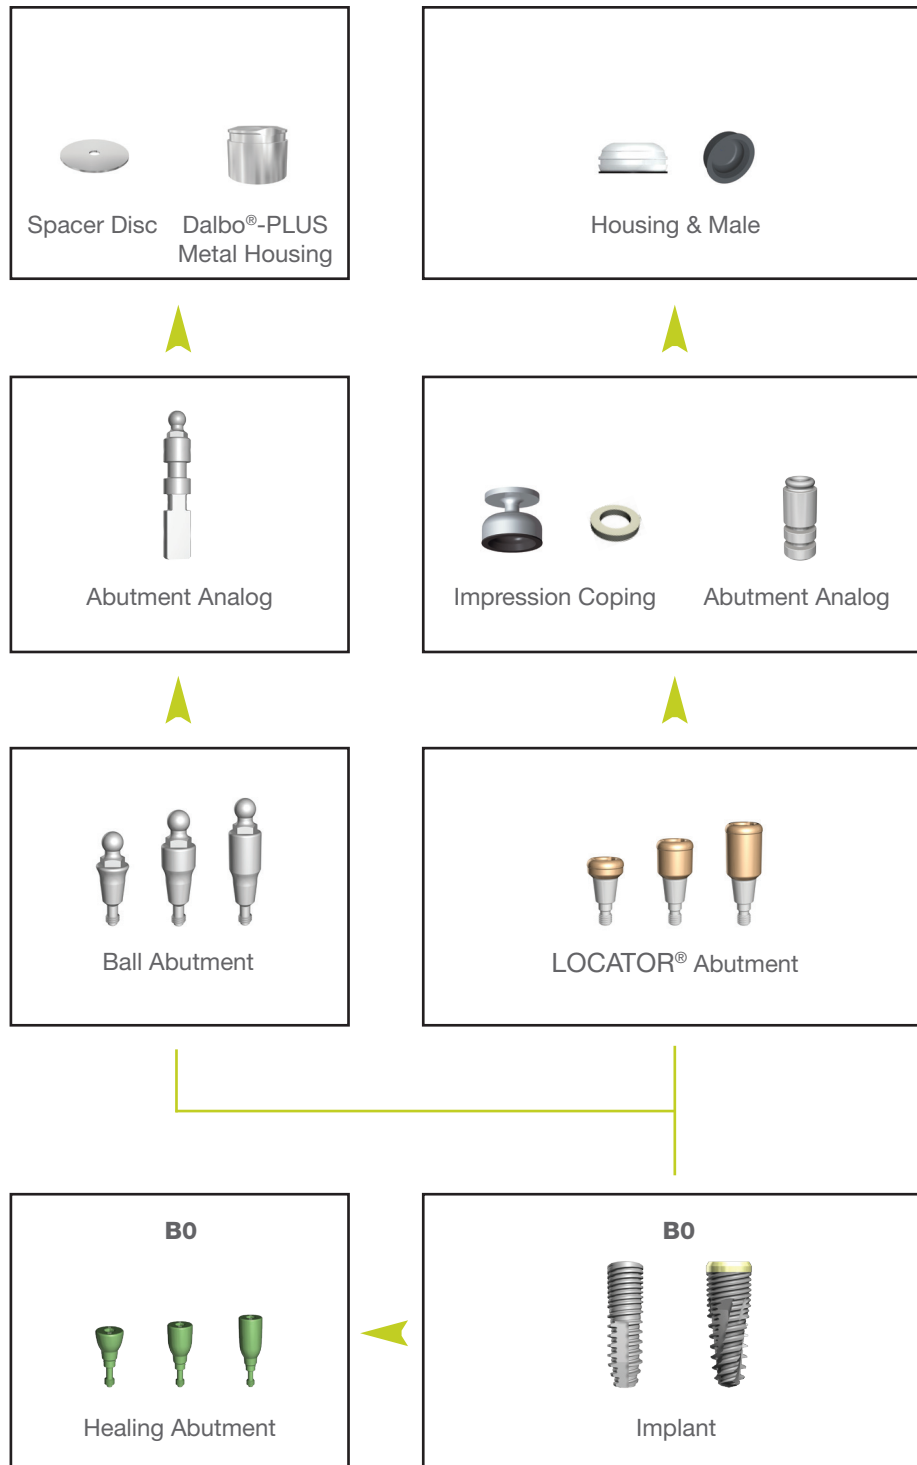 Spacer Disc
Dalbo®-PLUS
Metal Housing
Housing & Male
Abutment Analog
Impression Coping
Abutment Analog
Ball Abutment
LOCATOR® Abutment
B0
Healing Abutment
B0
Implant